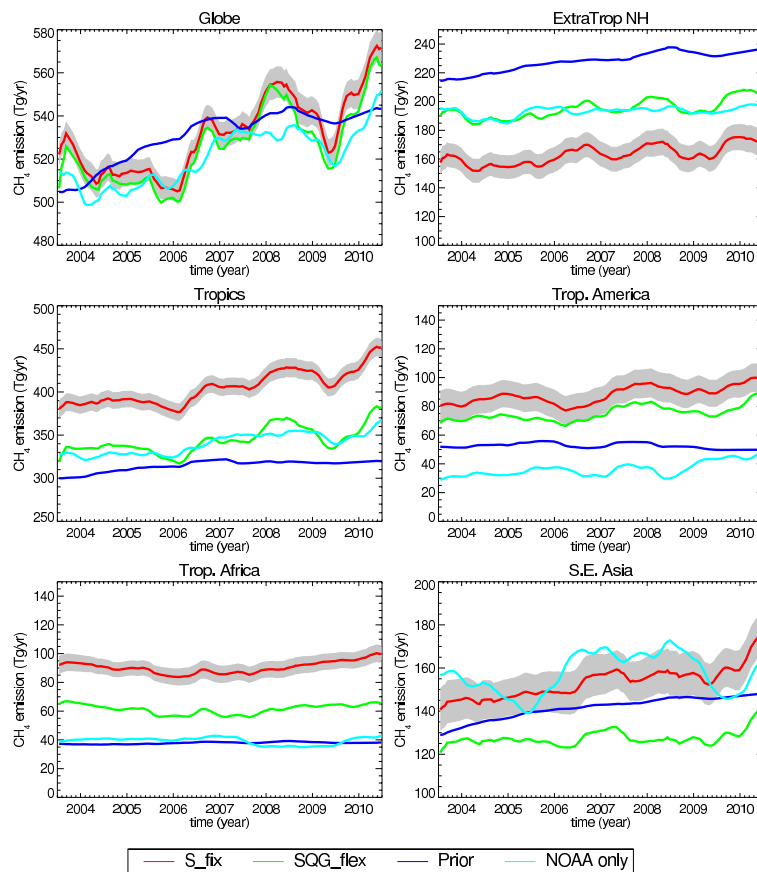 Globe
CH4 emission (Tg/yr)
580
560
540
520
500
480
2004 2005 2006 2007 2008 2009 2010
time (year)
ExtraTrop NH
CH4 emission (Tg/yr)
240
220
200
180
160
140
120
100
2004 2005 2006 2007 2008 2009 2010
time (year)
Tropics
CH4 emission (Tg/yr)
500
450
400
350
300
250
2004 2005 2006 2007 2008 2009 2010
time (year)
Trop. America
CH4 emission (Tg/yr)
140
120
100
80
60
40
20
0
2004 2005 2006 2007 2008 2009 2010
time (year)
Trop. Africa
CH4 emission (Tg/yr)
140
120
100
80
60
40
20
0
2004 2005 2006 2007 2008 2009 2010
time (year)
S.E. Asia
CH4 emission (Tg/yr)
200
180
160
140
120
100
2004 2005 2006 2007 2008 2009 2010
time (year)
S_fix SQG_flex Prior NOAA only